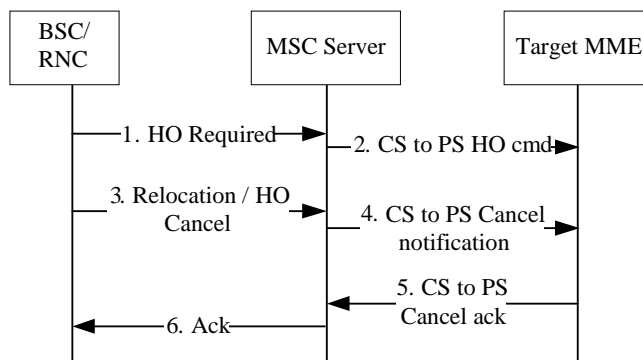 BSC/
RNC
MSC Server
Target MME
1. HO Required
2. CS to PS HO cmd
3. Relocation / HO
Cancel
4. CS to PS Cancel
notification
5. CS to PS
Cancel ack
6. Ack